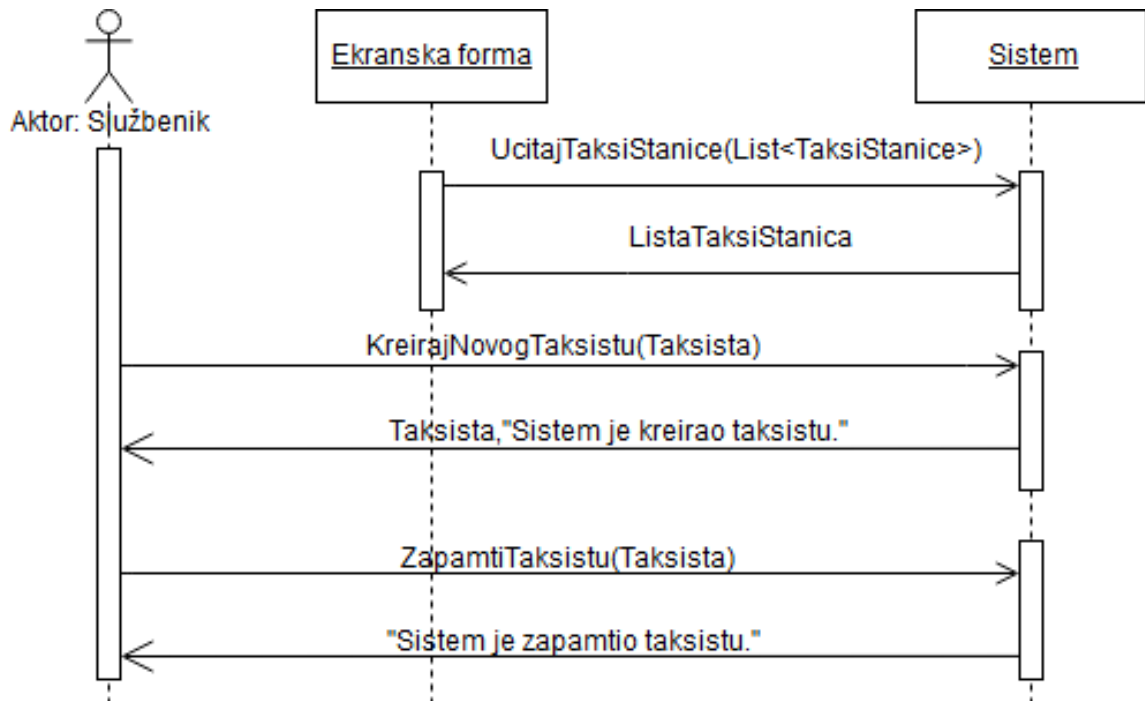 Ekranska forma
Sistem
Aktor: Službenik
UcitajTaksiStanice(List<TaksiStanice>)
ListaTaksiStanica
KreirajNovogTaksistu(Taksista)
Taksista,"Sistem je kreirao taksistu."
ZapamtiTaksistu(Taksista)
"Sistem je zapamtio taksistu."